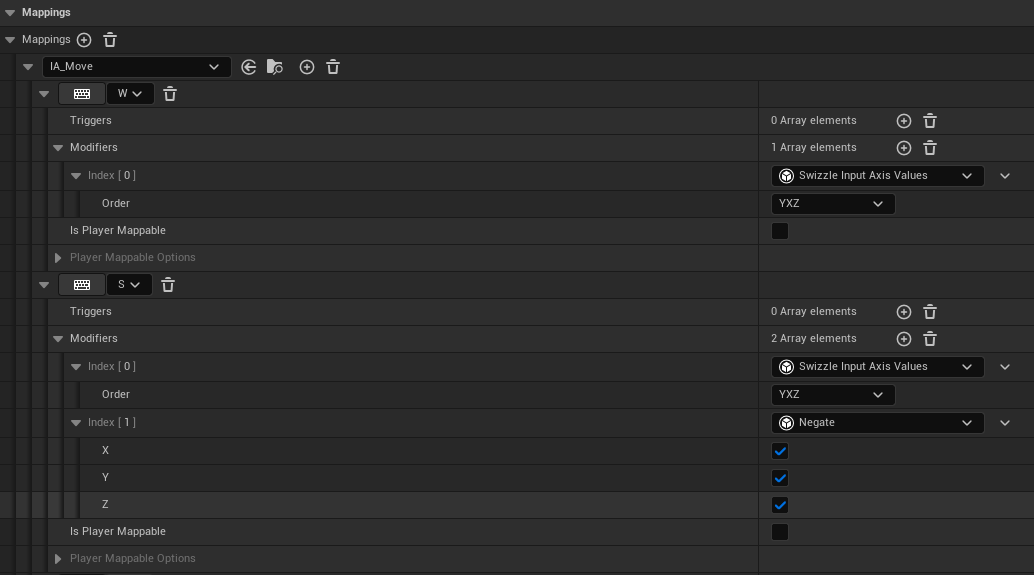 Mappings
Mappings
IA_Move
W
Triggers
0 Array elements
Modifiers
1 Array elements
Index [ 0 ]
Swizzle Input Axis Values
Order
YXZ
Is Player Mappable
Player Mappable Options
S
Triggers
0 Array elements
Modifiers
2 Array elements
Index [ 0 ]
Swizzle Input Axis Values
Order
YXZ
Index [ 1 ]
Negate
X
Y
Z
Is Player Mappable
Player Mappable Options